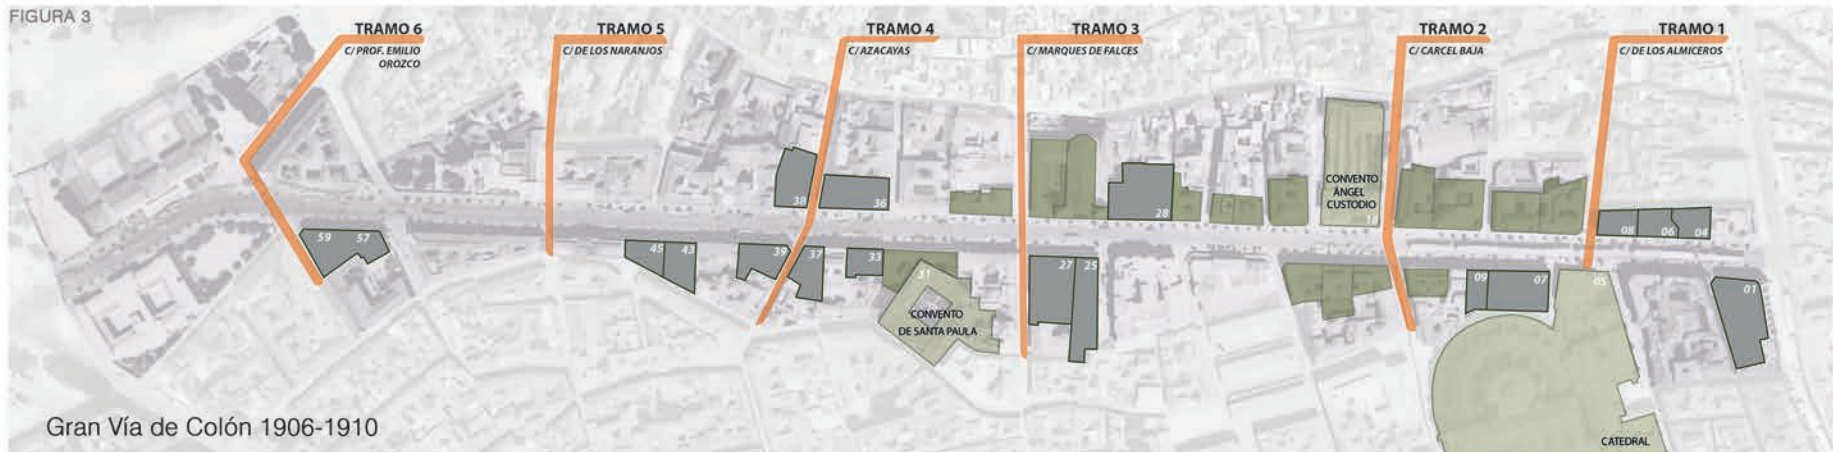 FIGURA 3
TRAMO 6
C/ PROF. EMILIO
OROZCO
TRAMO 5
C/ DE LOS NARANJOS
TRAMO 4
C/ AZACAYAS
TRAMO 3
C/ MARQUES DE FALCES
TRAMO 2
C/ CARCEL BAJA
TRAMO 1
C/ DE LOS ALMICEROS
38
36
28
CONVENTO
ÁNGEL
CUSTODIO
18
08
06
04
59
57
45
43
39
37
33
31
CONVENTO
DE SANTA PAULA
27
25
09
07
05
01
CATEDRAL
Gran Vía de Colón 1906-1910